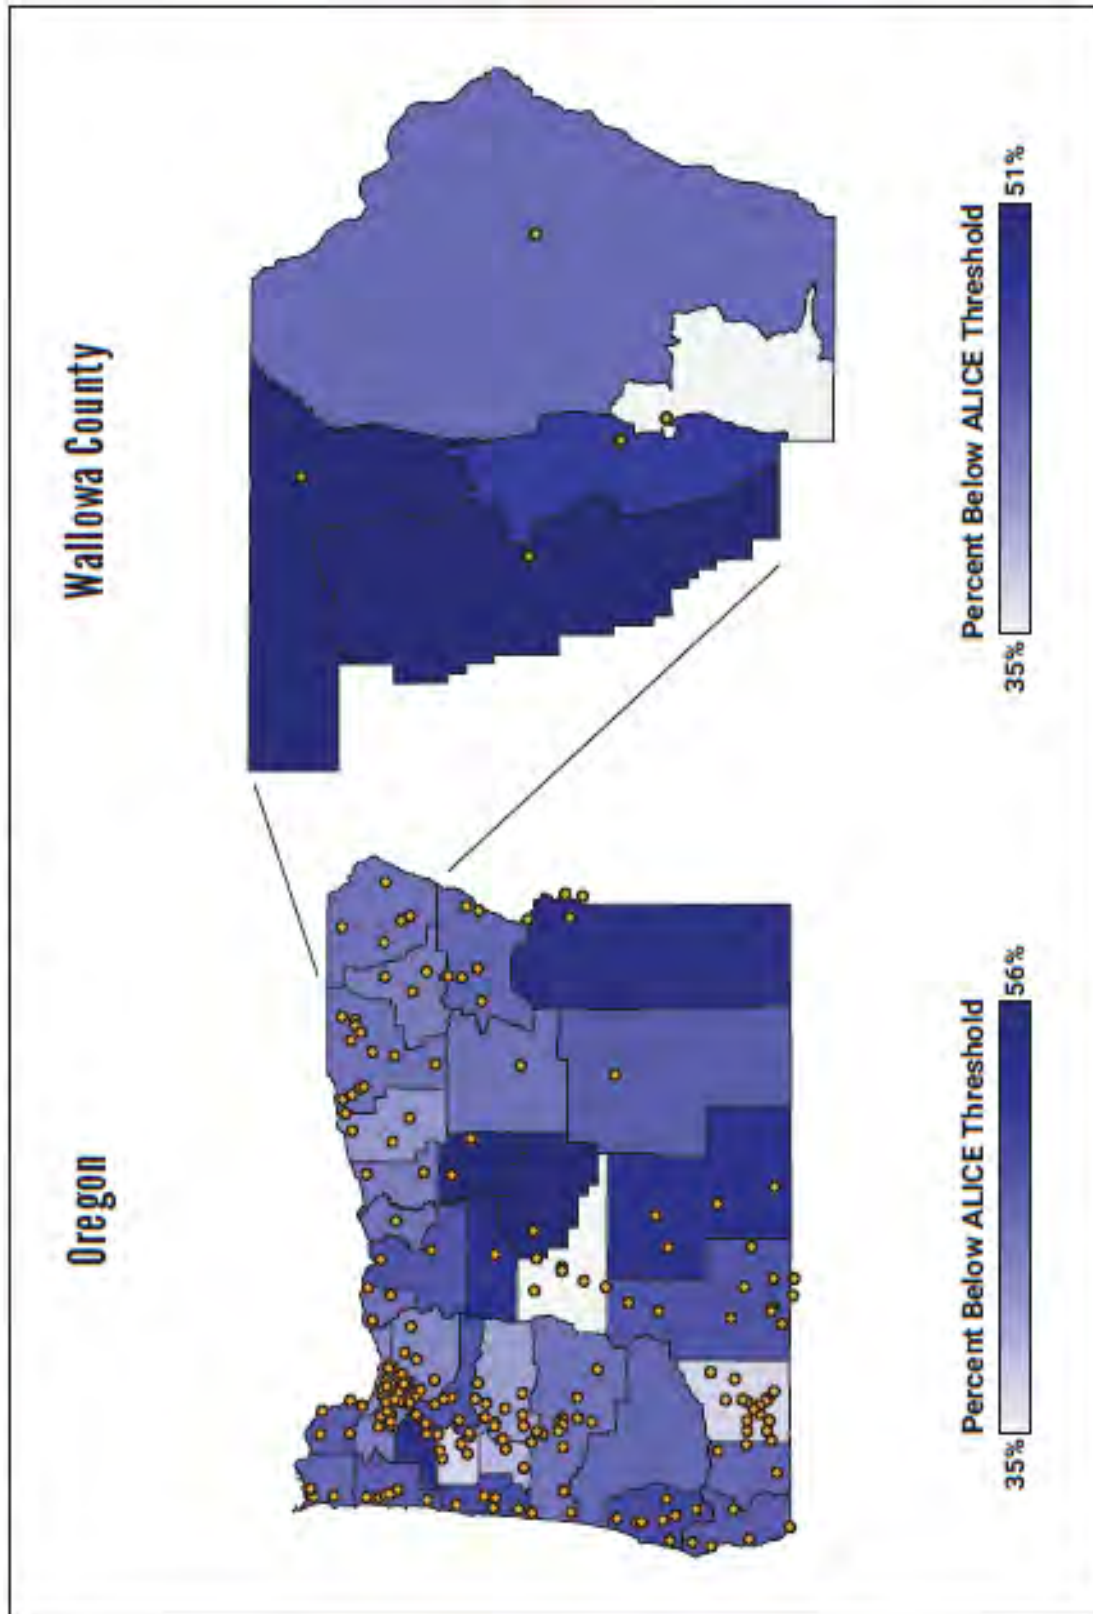 Oregon
Percent Below ALICE Threshold
35%
56%
Wallowa County
Percent Below ALICE Threshold
35%
51%